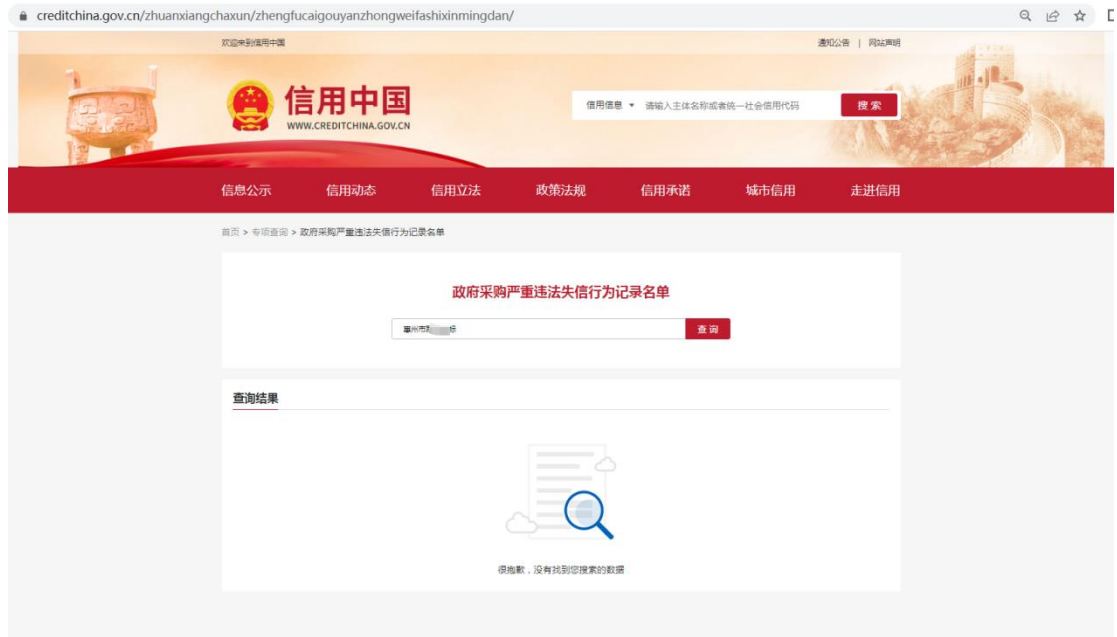 creditchina.gov.cn/zhuanxiangchaxun/zhengfucaigouyanzhongweifashixinmingdan/
欢迎来到信用中国
通知公告 | 网站声明
信用中国
WWW.CREDITCHINA.GOV.CN
信用信息 请输入主体名称或者统一社会信用代码 搜索
信息公示 信用动态 信用立法 政策法规 信用承诺 城市信用 走进信用
首页 > 专项查询 > 政府采购严重违法失信行为记录名单
政府采购严重违法失信行为记录名单
惠州市 查询
查询结果
很抱歉，没有找到您搜索的数据